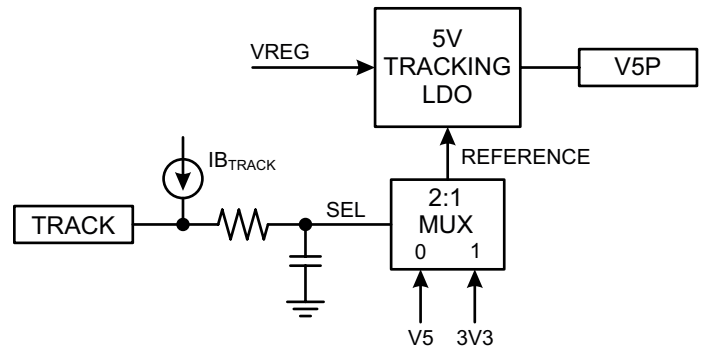 VREG
5V
TRACKING
LDO
V5P
IBTRACK
REFERENCE
TRACK
SEL
2:1
MUX
0 1
V5 3V3